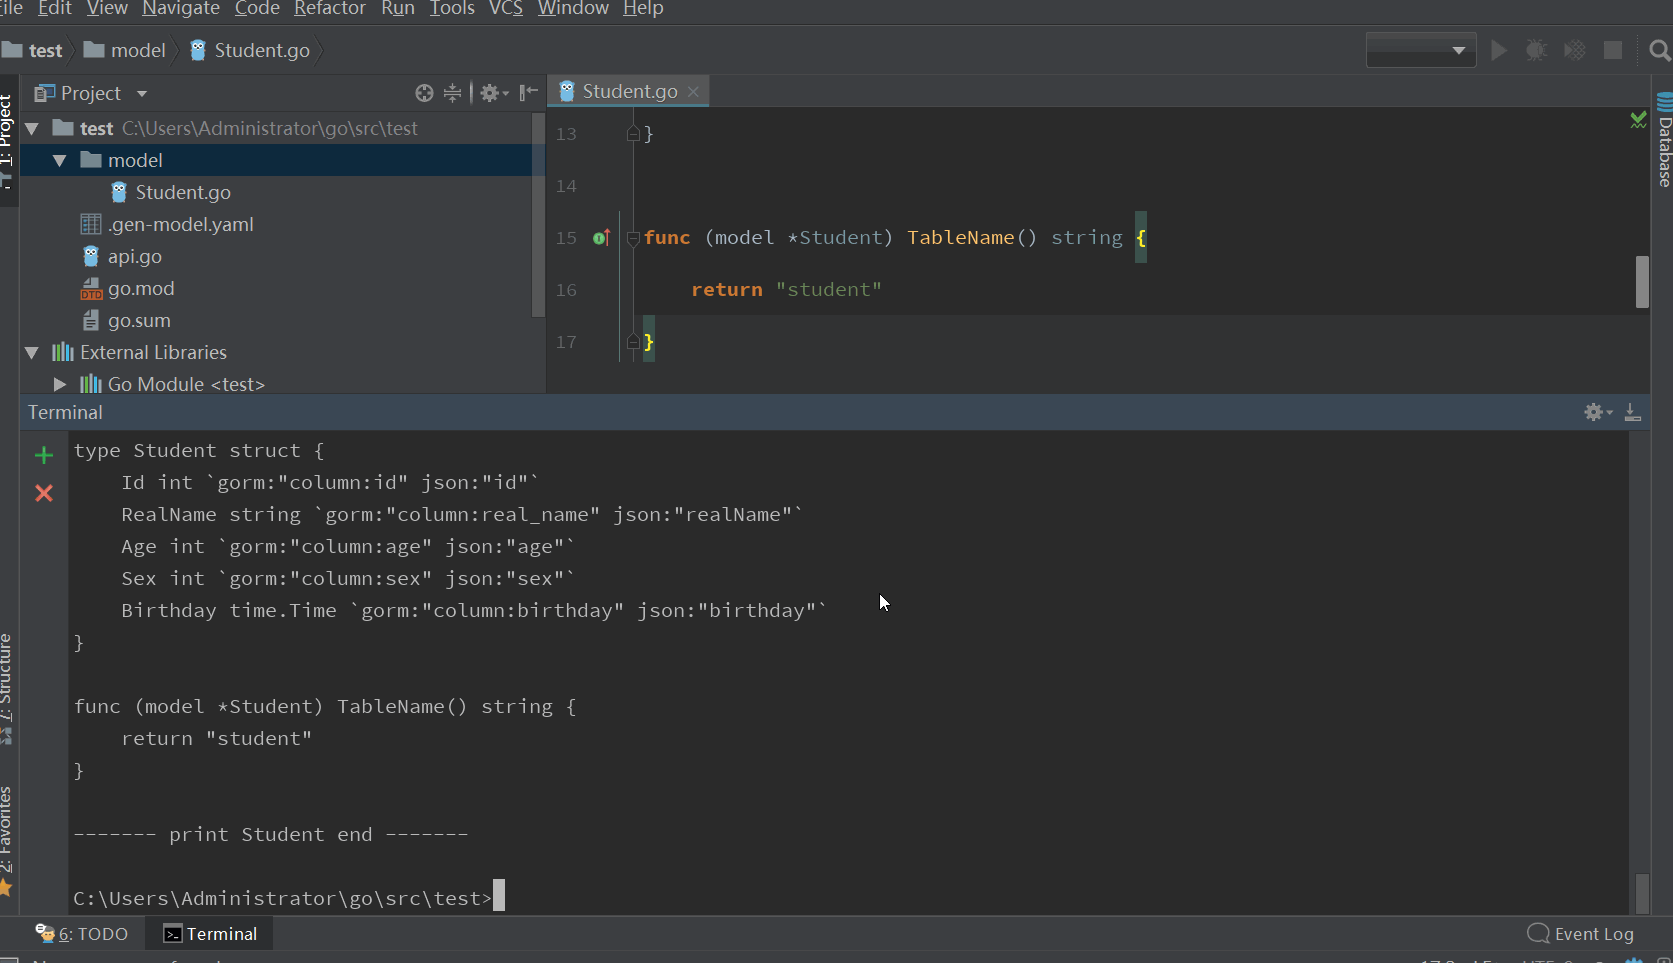 File Edit View Navigate Code Refactor Run Tools VCS Window Help
test model Student.go
1: Project
Project
Student.go
Database
test C:\Users\Administrator\go\src\test
model
Student.go
.gen-model.yaml
api.go
go.mod
go.sum
External Libraries
Go Module <test>
13 }
14
15 func (model *Student) TableName() string {
16 return "student"
17 }
Terminal
type Student struct {
Id int `gorm:"column:id" json:"id"`
RealName string `gorm:"column:real_name" json:"realName"`
Age int `gorm:"column:age" json:"age"`
Sex int `gorm:"column:sex" json:"sex"`
Birthday time.Time `gorm:"column:birthday" json:"birthday"`
}
func (model *Student) TableName() string {
return "student"
}
------- print Student end -------
C:\Users\Administrator\go\src\test>
7: Structure
2: Favorites
6: TODO Terminal Event Log